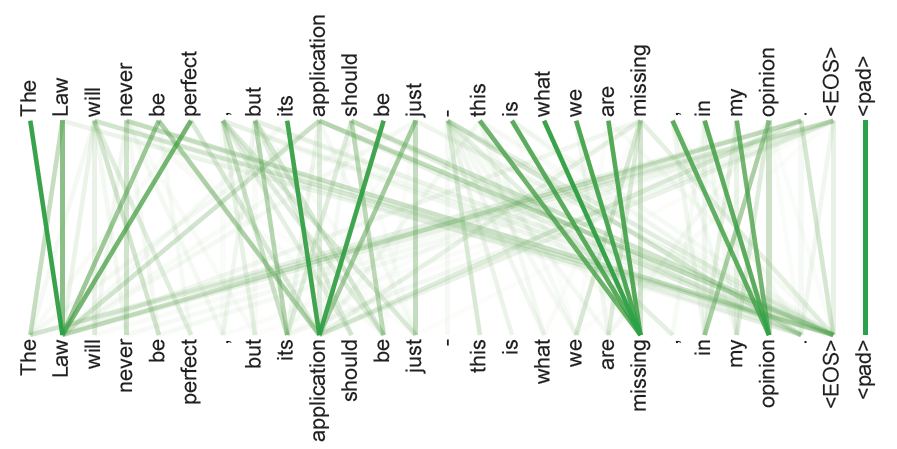 The Law will never be perfect , but its application should be just - this is what we are missing , in my opinion . <EOS> <pad>
The Law will never be perfect , but its application should be just - this is what we are missing , in my opinion . <EOS> <pad>